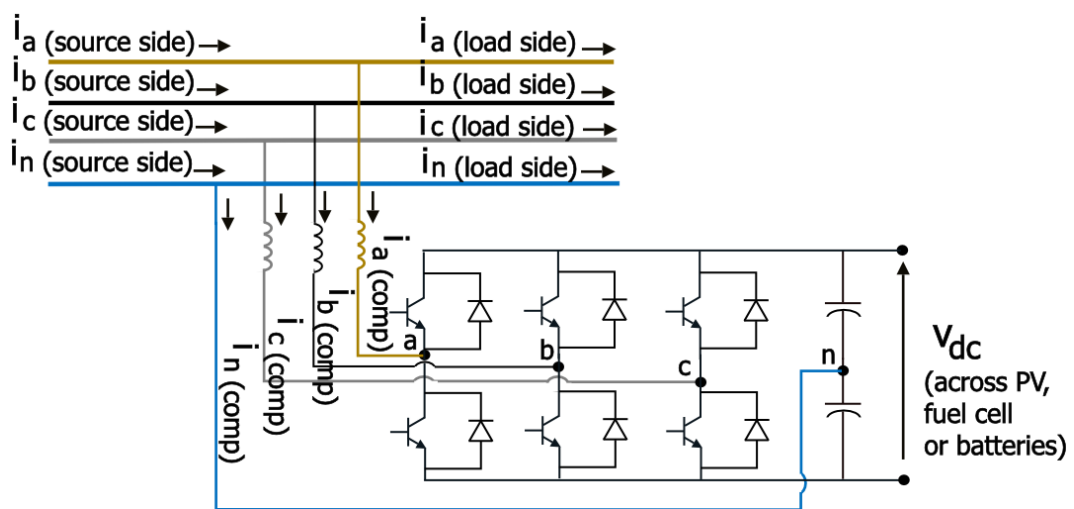 ia (source side) → ia (load side) →
ib (source side) → ib (load side) →
ic (source side) → ic (load side) →
in (source side) → in (load side) →
ia (comp)
ib (comp)
ic (comp)
in (comp)
a
b
c
n
vdc
(across PV,
fuel cell
or batteries)